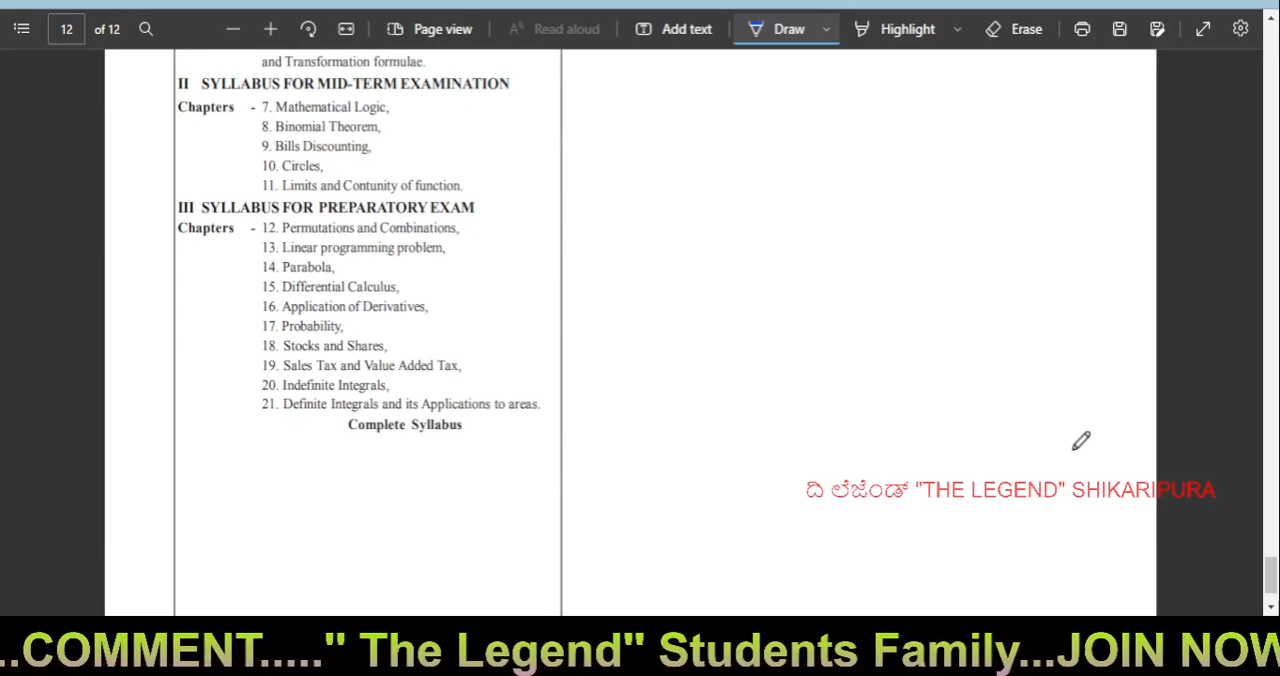 12 of 12 Page view Read aloud Add text Draw Highlight Erase
and Transformation formulae.
II SYLLABUS FOR MID-TERM EXAMINATION
Chapters - 7. Mathematical Logic,
8. Binomial Theorem,
9. Bills Discounting,
10. Circles,
11. Limits and Contunity of function.
III SYLLABUS FOR PREPARATORY EXAM
Chapters - 12. Permutations and Combinations,
13. Linear programming problem,
14. Parabola,
15. Differential Calculus,
16. Application of Derivatives,
17. Probability,
18. Stocks and Shares,
19. Sales Tax and Value Added Tax,
20. Indefinite Integrals,
21. Definite Integrals and its Applications to areas.
Complete Syllabus
ದಿ ಲೆಜೆಂಡ್ "THE LEGEND" SHIKARIPURA
..COMMENT....." The Legend" Students Family...JOIN NOW